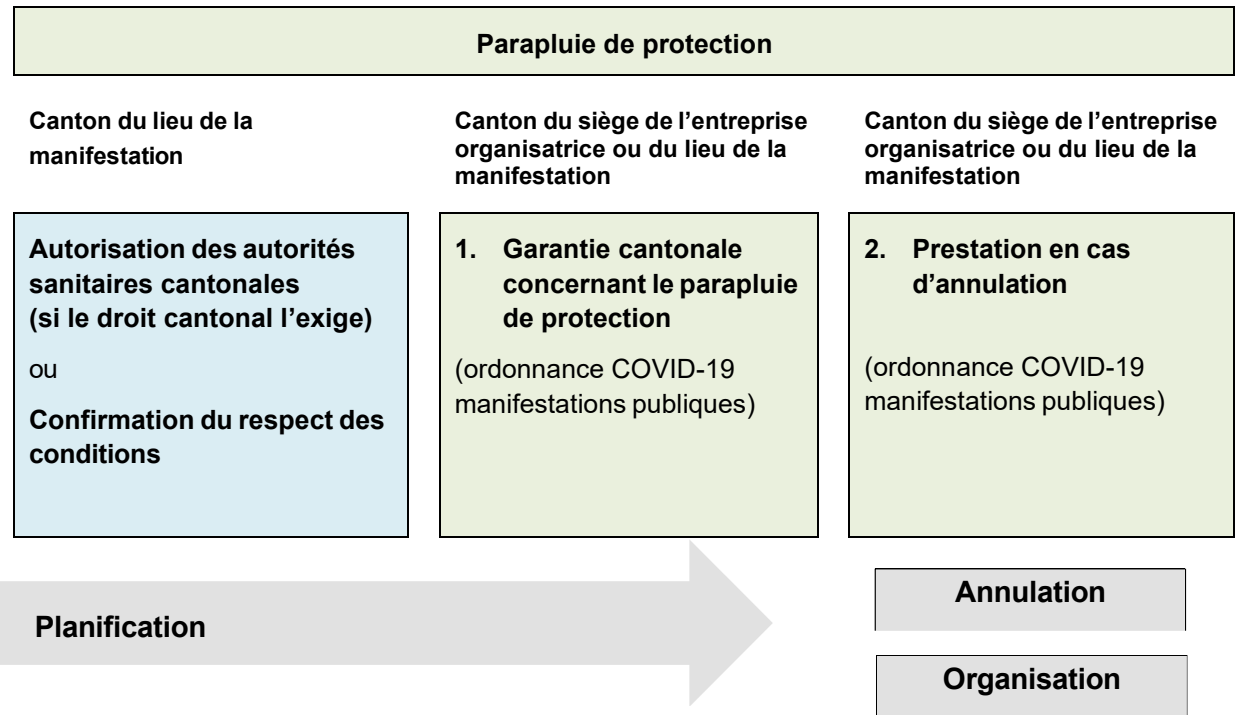 Parapluie de protection
Canton du lieu de la
manifestation
Canton du siège de l’entreprise
organisatrice ou du lieu de la
manifestation
Canton du siège de l’entreprise
organisatrice ou du lieu de la
manifestation
Autorisation des autorités
sanitaires cantonales
(si le droit cantonal l’exige)
ou
Confirmation du respect des
conditions
1. Garantie cantonale
concernant le parapluie
de protection
(ordonnance COVID-19
manifestations publiques)
2. Prestation en cas
d’annulation
(ordonnance COVID-19
manifestations publiques)
Planification
Annulation
Organisation